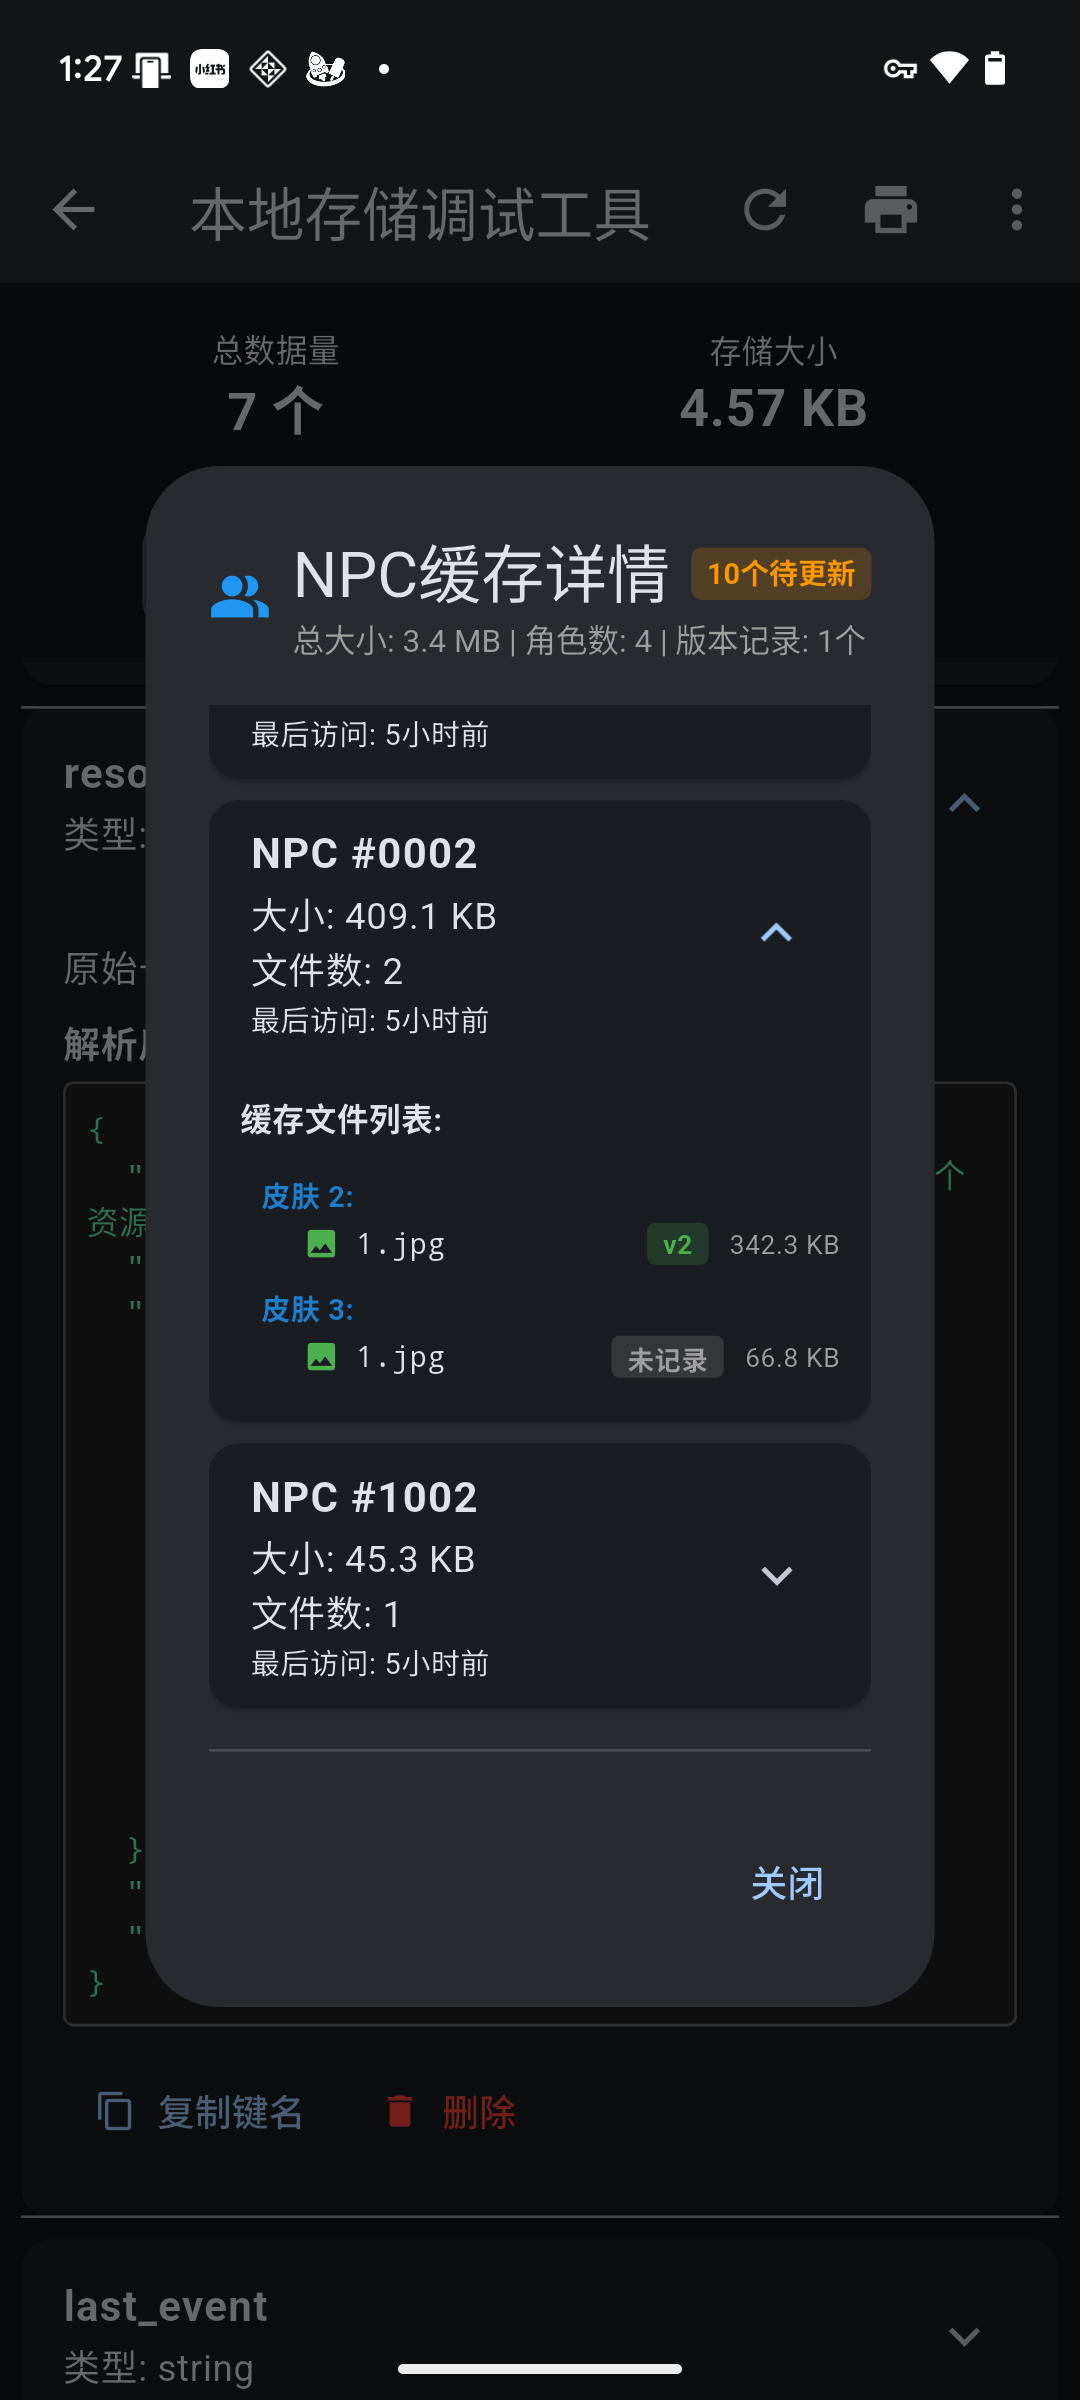 1:27
小红书
本地存储调试工具
总数据量
存储大小
7 个
4.57 KB
NPC缓存详情
10个待更新
总大小: 3.4 MB | 角色数: 4 | 版本记录: 1个
最后访问: 5小时前
reso
类型:
NPC #0002
大小: 409.1 KB
文件数: 2
最后访问: 5小时前
原始
解析
缓存文件列表:
{
"
个
资源
"
"
皮肤 2:
1.jpg
v2
342.3 KB
皮肤 3:
1.jpg
未记录
66.8 KB
NPC #1002
大小: 45.3 KB
文件数: 1
最后访问: 5小时前
}
"
"
}
关闭
复制键名
删除
last_event
类型: string